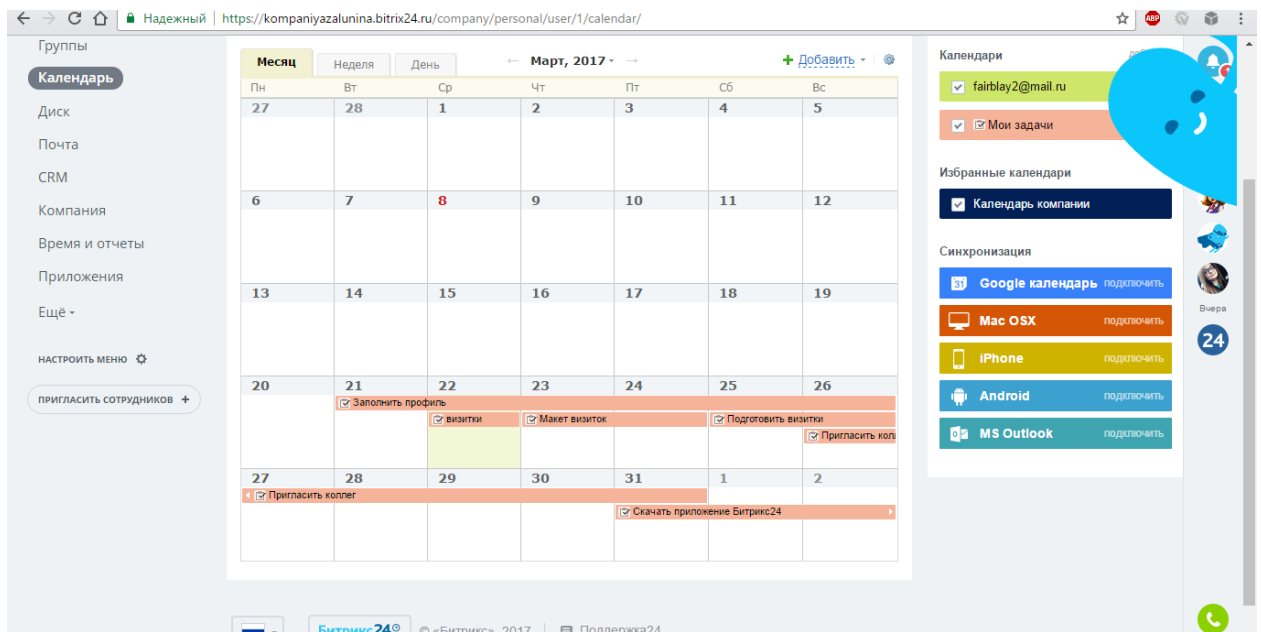 Надежный https://kompaniyazalunina.bitrix24.ru/company/personal/user/1/calendar/ ABP
Группы
Календарь
Диск
Почта
CRM
Компания
Время и отчеты
Приложения
Ещё
НАСТРОИТЬ МЕНЮ
ПРИГЛАСИТЬ СОТРУДНИКОВ +
Месяц Неделя День ← Март, 2017 → + Добавить
Пн Вт Ср Чт Пт Сб Вс
27 28 1 2 3 4 5
6 7 8 9 10 11 12
13 14 15 16 17 18 19
20 21 22 23 24 25 26
Заполнить профиль
визитки Макет визиток Подготовить визитки
Пригласить
27 28 29 30 31 1 2
Пригласить коллег
Скачать приложение Битрикс24
Календари
fairblay2@mail.ru
Мои задачи
Избранные календари
Календарь компании
Синхронизация
31 Google календарь подключить
Mac OSX подключить
iPhone подключить
Android подключить
MS Outlook подключить
Вчера
24
Битрикс24 © «Битрикс», 2017 Поддержка24